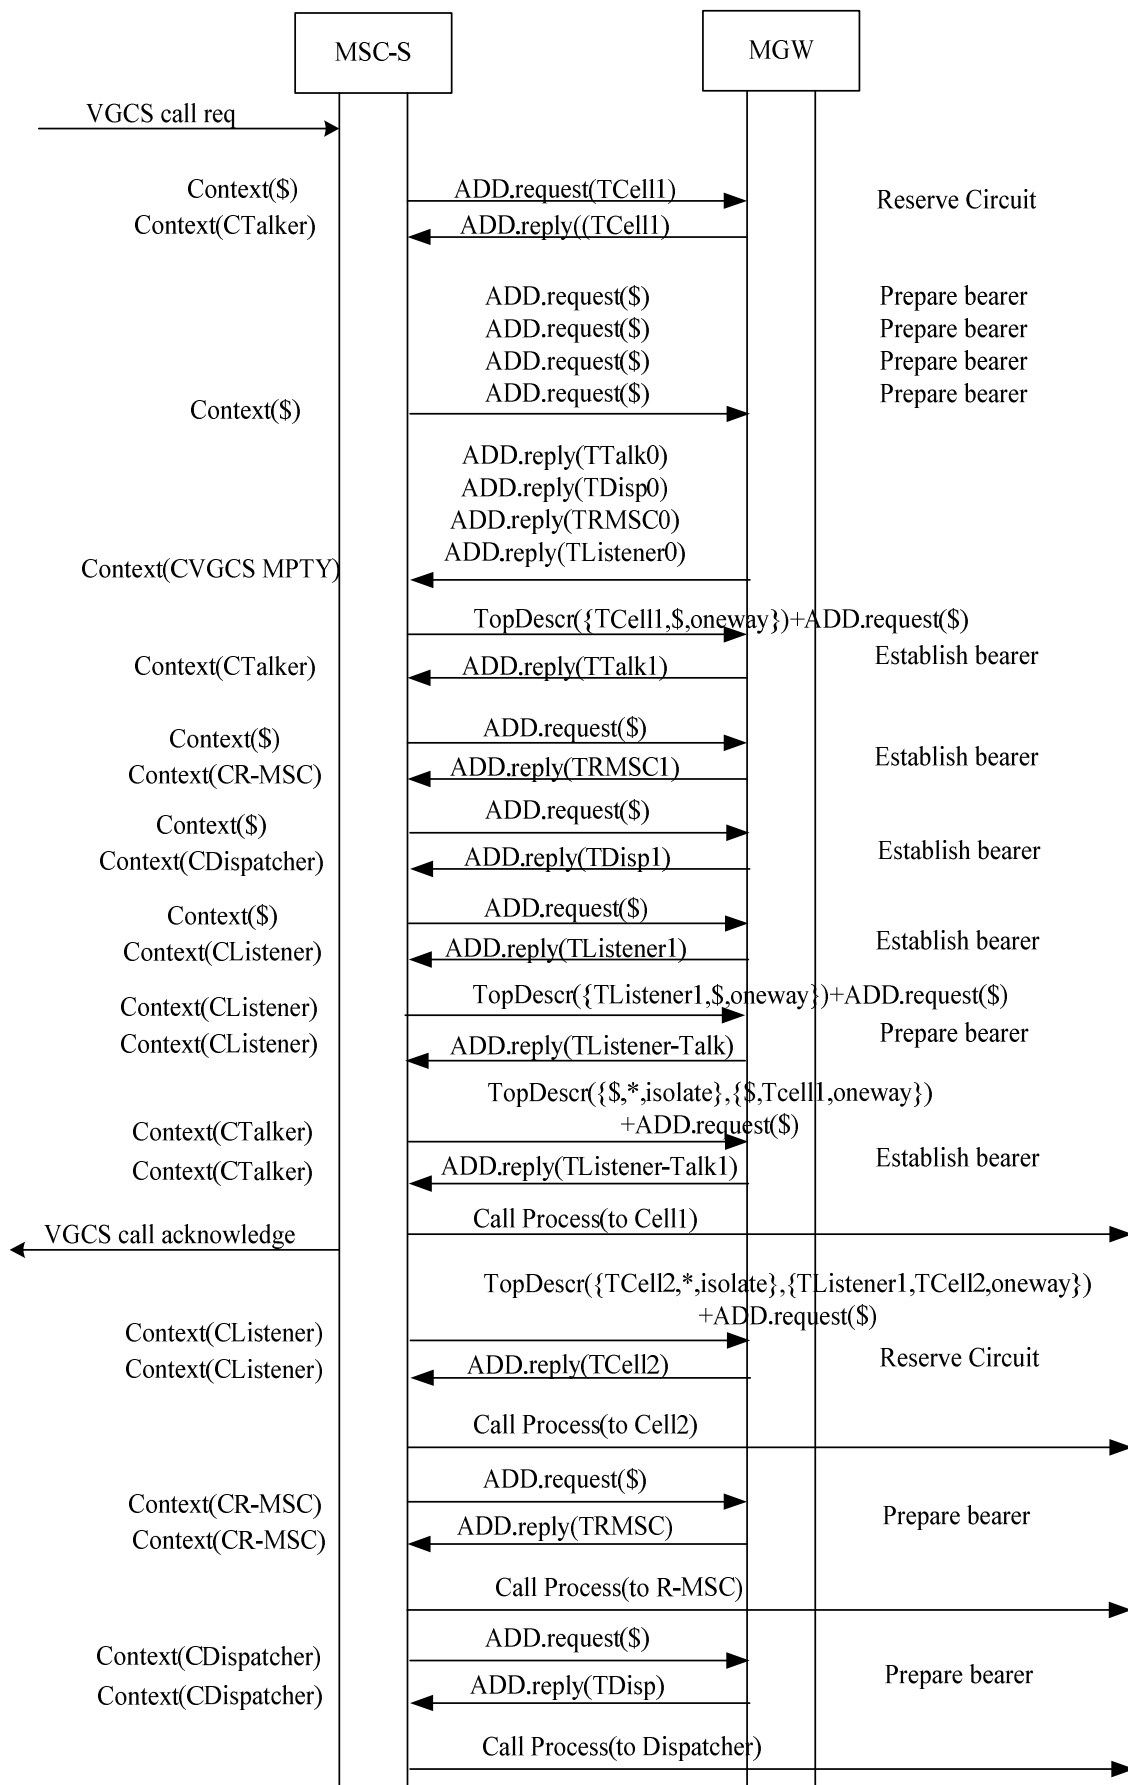 MSC-S
MGW
VGCS call req
Context($)
ADD.request(TCell1)
Reserve Circuit
Context(CTalker)
ADD.reply((TCell1)
ADD.request($)
Prepare bearer
ADD.request($)
Prepare bearer
ADD.request($)
Prepare bearer
ADD.request($)
Prepare bearer
Context($)
ADD.reply(TTalk0)
ADD.reply(TDisp0)
ADD.reply(TRMSC0)
ADD.reply(TListener0)
Context(CVGCS MPTY)
TopDescr({TCell1,$,oneway})+ADD.request($)
Establish bearer
Context(CTalker)
ADD.reply(TTalk1)
ADD.request($)
Context($)
Establish bearer
Context(CR-MSC)
ADD.reply(TRMSC1)
ADD.request($)
Context($)
Establish bearer
Context(CDispatcher)
ADD.reply(TDisp1)
ADD.request($)
Context($)
Establish bearer
Context(CListener)
ADD.reply(TListener1)
TopDescr({TListener1,$,oneway})+ADD.request($)
Context(CListener)
Prepare bearer
Context(CListener)
ADD.reply(TListener-Talk)
TopDescr({$,*,isolate},{$,Tcell1,oneway})
+ADD.request($)
Context(CTalker)
Establish bearer
Context(CTalker)
ADD.reply(TListener-Talk1)
Call Process(to Cell1)
VGCS call acknowledge
TopDescr({TCell2,*,isolate},{TListener1,TCell2,oneway})
+ADD.request($)
Context(CListener)
Reserve Circuit
Context(CListener)
ADD.reply(TCell2)
Call Process(to Cell2)
ADD.request($)
Context(CR-MSC)
Prepare bearer
Context(CR-MSC)
ADD.reply(TRMSC)
Call Process(to R-MSC)
ADD.request($)
Context(CDispatcher)
Prepare bearer
Context(CDispatcher)
ADD.reply(TDisp)
Call Process(to Dispatcher)